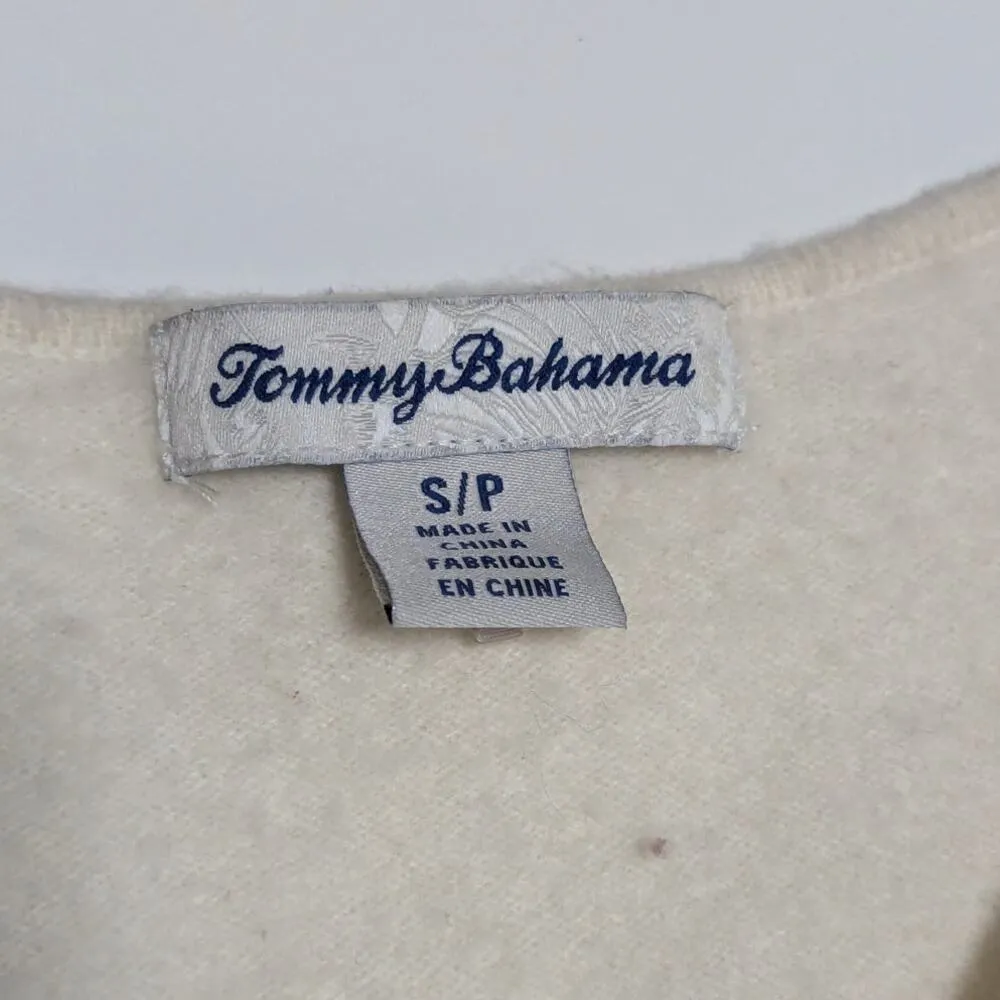 Tommy Bahama
S/P
MADE IN
CHINA
FABRIQUE
EN CHINE